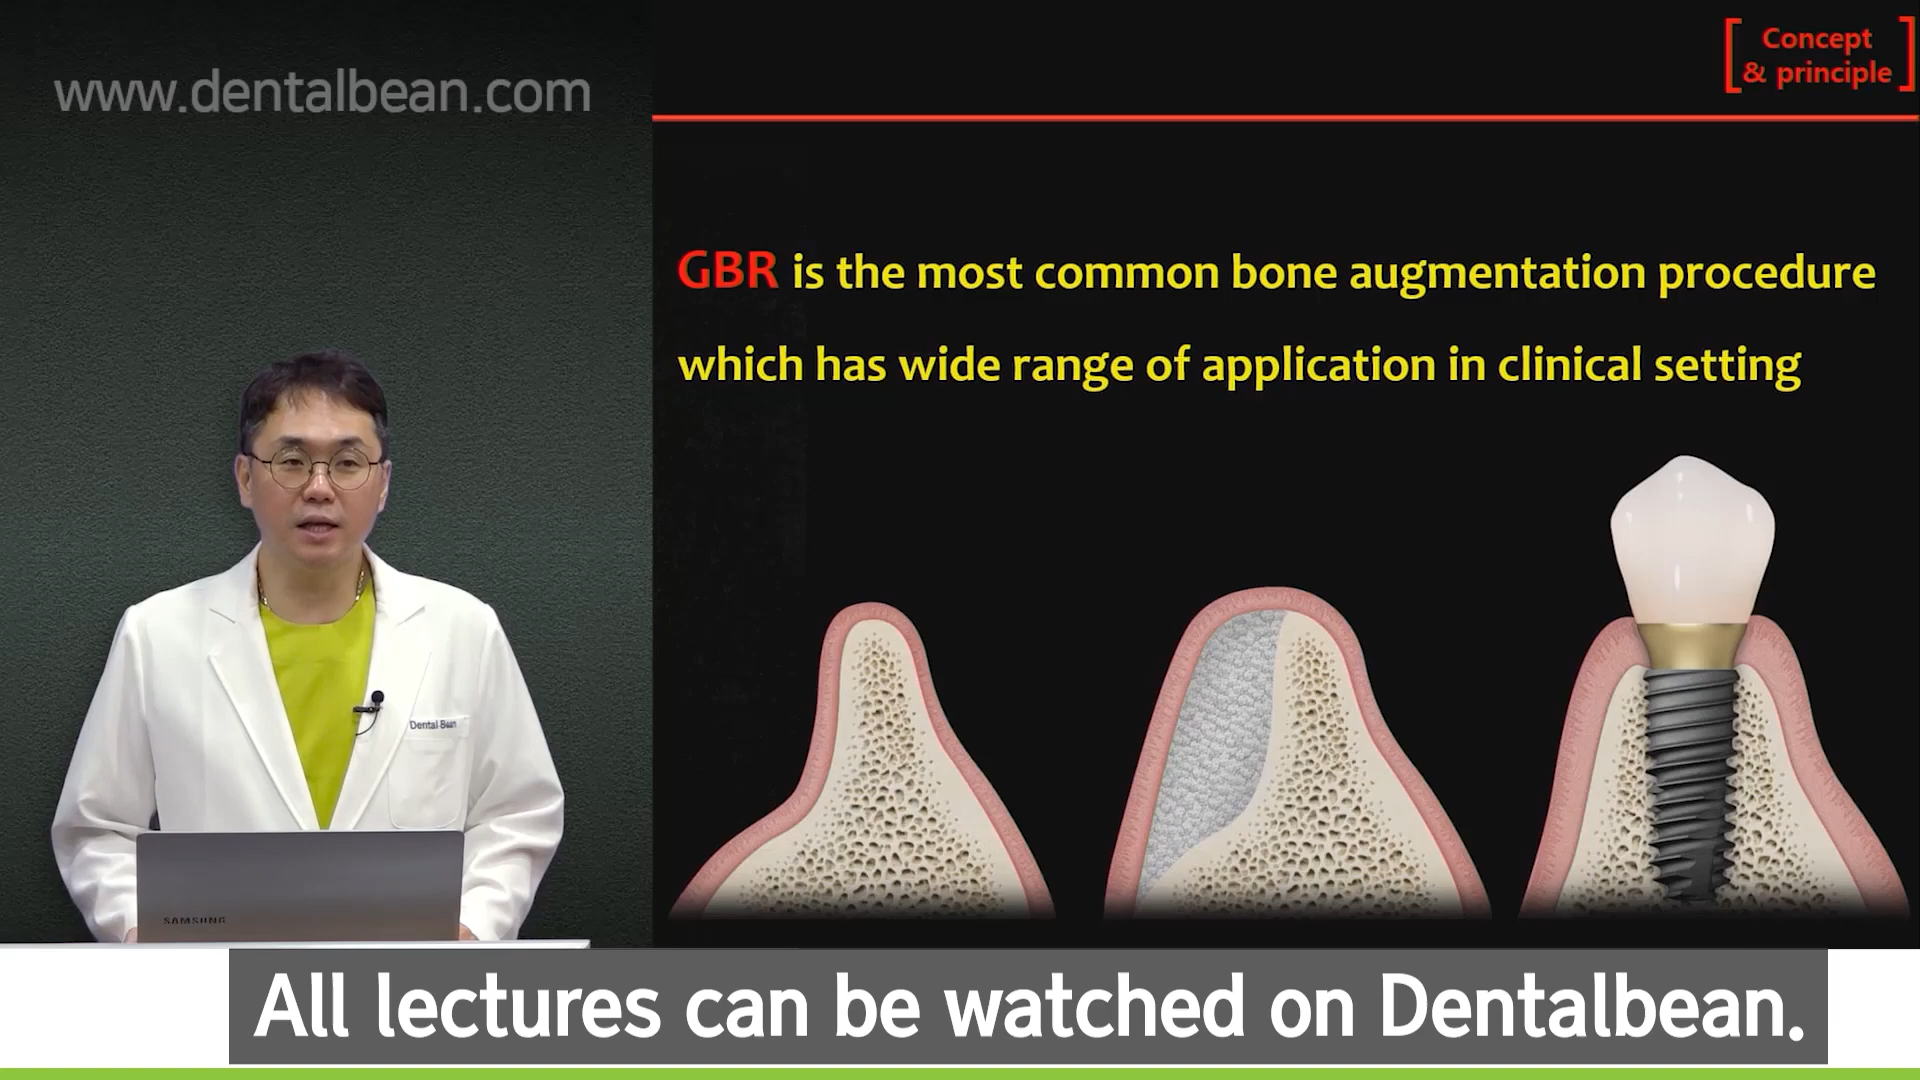 www.dentalbean.com
Concept
& principle
GBR is the most common bone augmentation procedure
which has wide range of application in clinical setting
Dental Bean
SAMSUNG
All lectures can be watched on Dentalbean.